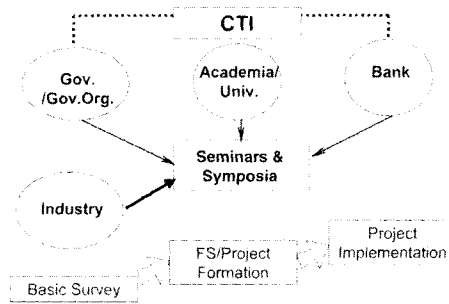 CTI
Gov.
/Gov.Org.
Academia/
Univ.
Bank
Seminars &
Symposia
Industry
Project
Implementation
FS/Project
Formation
Basic Survey